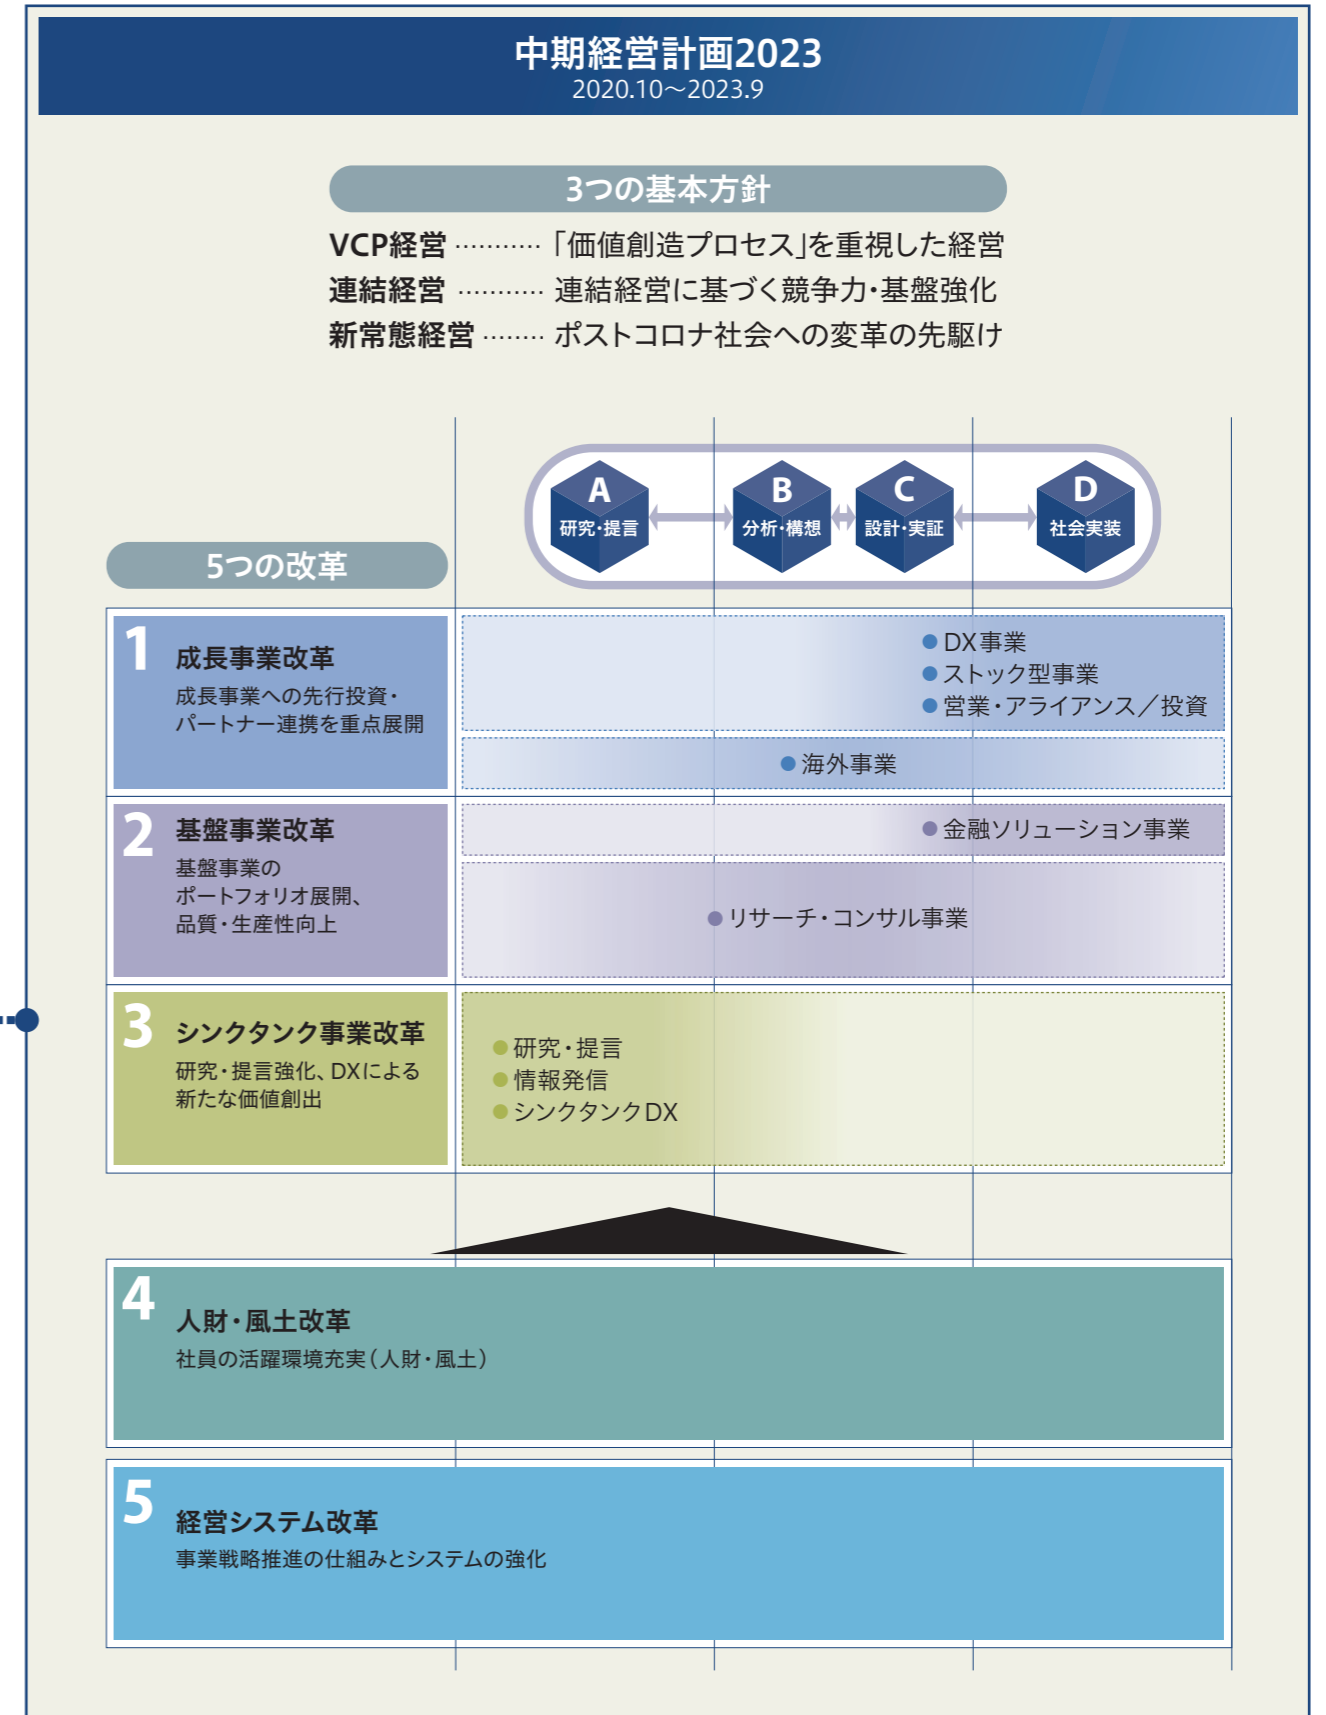 中期経営計画2023
2020.10～2023.9
3つの基本方針
VCP経営 ........... 「価値創造プロセス」を重視した経営
連結経営 ........... 連結経営に基づく競争力・基盤強化
新常態経営 ........ ポストコロナ社会への変革の先駆け
A
研究・提言
B
分析・構想
C
設計・実証
D
社会実装
5つの改革
1
成長事業改革
成長事業への先行投資・
パートナー連携を重点展開
●DX事業
●ストック型事業
●営業・アライアンス／投資
●海外事業
2
基盤事業改革
基盤事業の
ポートフォリオ展開、
品質・生産性向上
●金融ソリューション事業
●リサーチ・コンサル事業
3
シンクタンク事業改革
研究・提言強化、DXによる
新たな価値創出
●研究・提言
●情報発信
●シンクタンクDX
4
人財・風土改革
社員の活躍環境充実（人財・風土）
5
経営システム改革
事業戦略推進の仕組みとシステムの強化